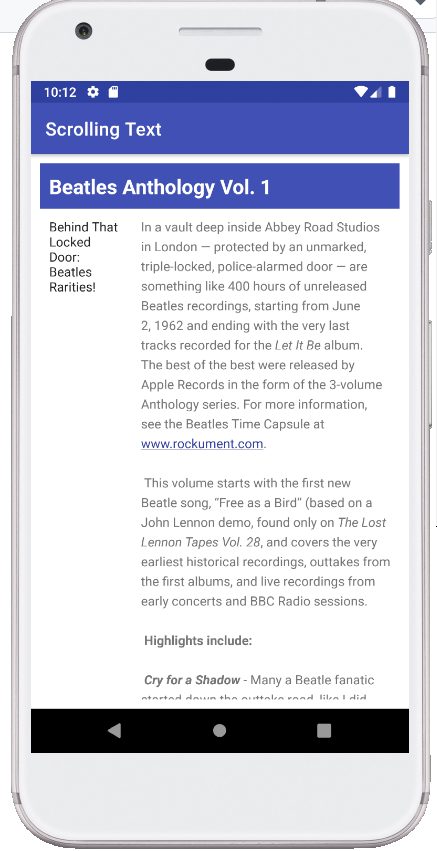 10:12
Scrolling Text
Beatles Anthology Vol. 1
Behind That
Locked
Door:
Beatles
Rarities!
In a vault deep inside Abbey Road Studios
in London — protected by an unmarked,
triple-locked, police-alarmed door — are
something like 400 hours of unreleased
Beatles recordings, starting from June
2, 1962 and ending with the very last
tracks recorded for the Let It Be album.
The best of the best were released by
Apple Records in the form of the 3-volume
Anthology series. For more information,
see the Beatles Time Capsule at
www.rockument.com.
This volume starts with the first new
Beatle song, “Free as a Bird” (based on a
John Lennon demo, found only on The Lost
Lennon Tapes Vol. 28, and covers the very
earliest historical recordings, outtakes from
the first albums, and live recordings from
early concerts and BBC Radio sessions.
Highlights include:
Cry for a Shadow - Many a Beatle fanatic
started down the outtake road, like I did